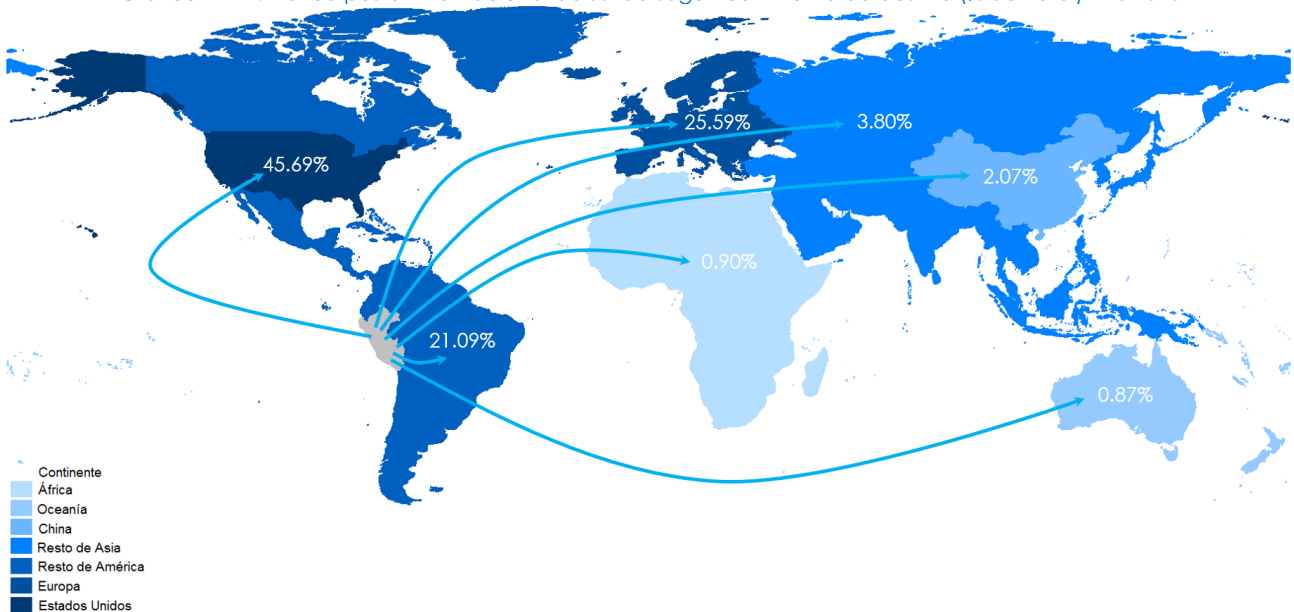 25.59%
3.80%
45.69%
2.07%
0.90%
21.09%
0.87%
Continente
África
Oceanía
China
Resto de Asia
Resto de América
Europa
Estados Unidos